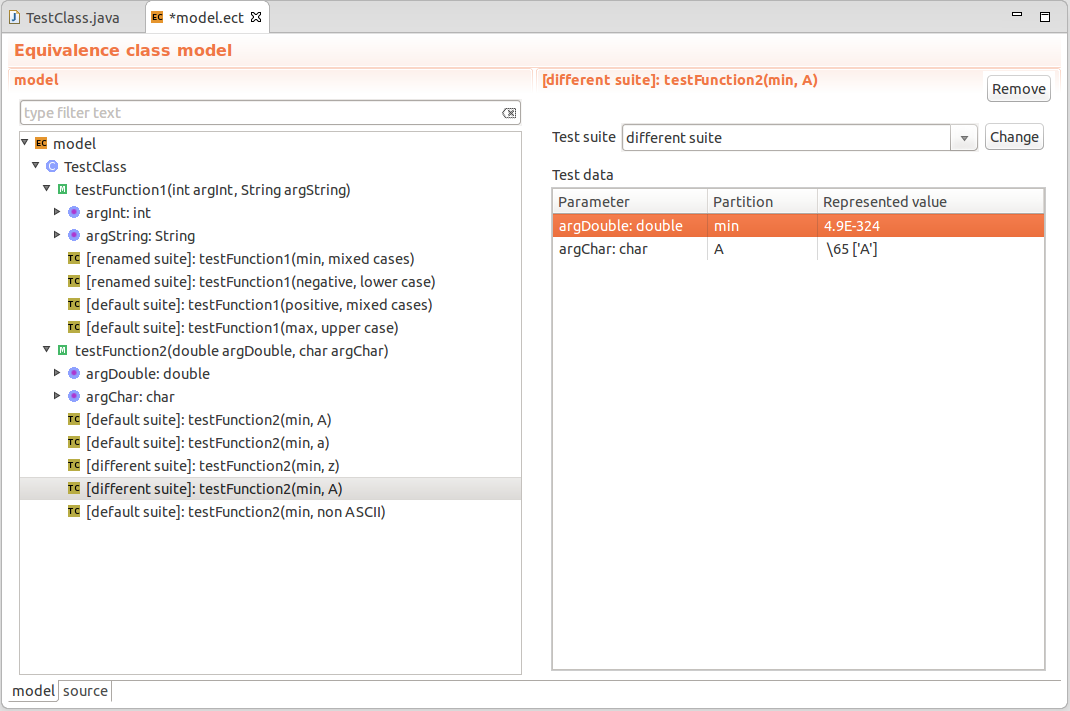 TestClass.java
*model.ect
Equivalence class model
model
type filter text
model
TestClass
testFunction1(int argInt, String argString)
argInt: int
argString: String
[renamed suite]: testFunction1(min, mixed cases)
[renamed suite]: testFunction1(negative, lower case)
[default suite]: testFunction1(positive, mixed cases)
[default suite]: testFunction1(max, upper case)
testFunction2(double argDouble, char argChar)
argDouble: double
argChar: char
[default suite]: testFunction2(min, A)
[default suite]: testFunction2(min, a)
[different suite]: testFunction2(min, z)
[different suite]: testFunction2(min, A)
[default suite]: testFunction2(min, non ASCII)
[different suite]: testFunction2(min, A)
Remove
Test suite different suite Change
Test data
Parameter Partition Represented value
argDouble: double min 4.9E-324
argChar: char A \65 ['A']
model source